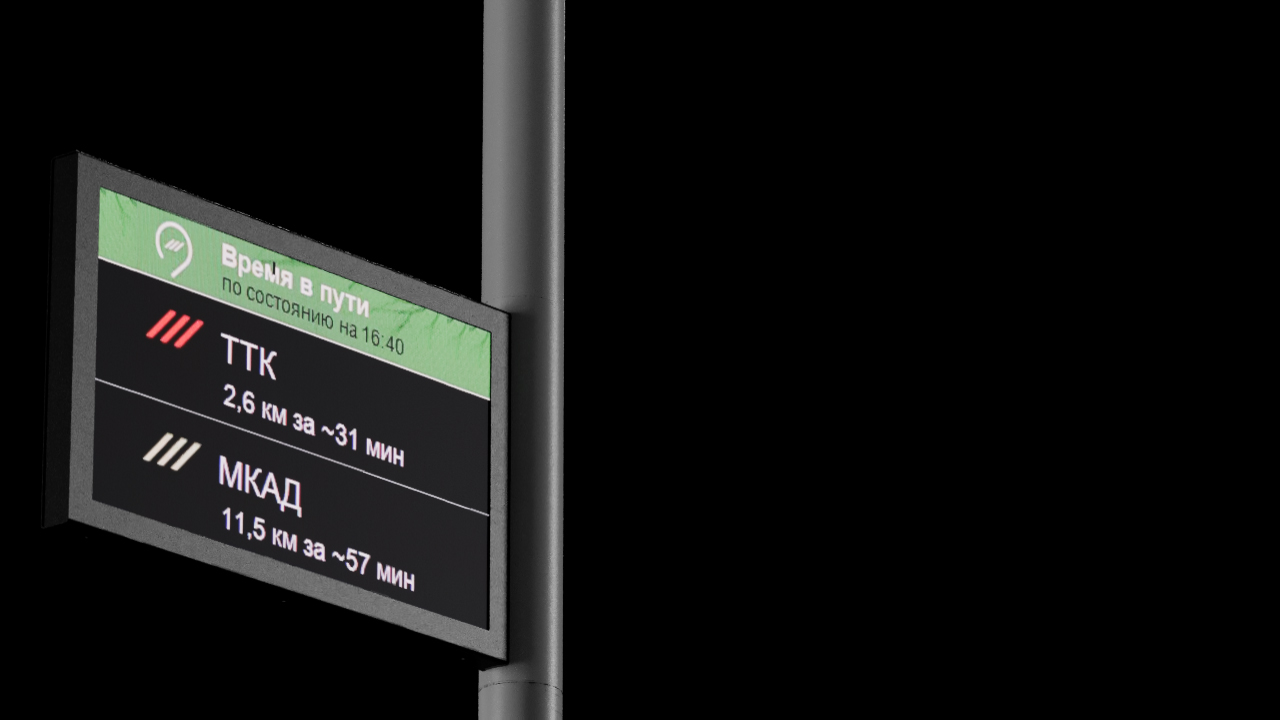 Время в пути
по состоянию на 16:40
ТТК
2,6 км за ~31 мин
МКАД
11,5 км за ~57 мин